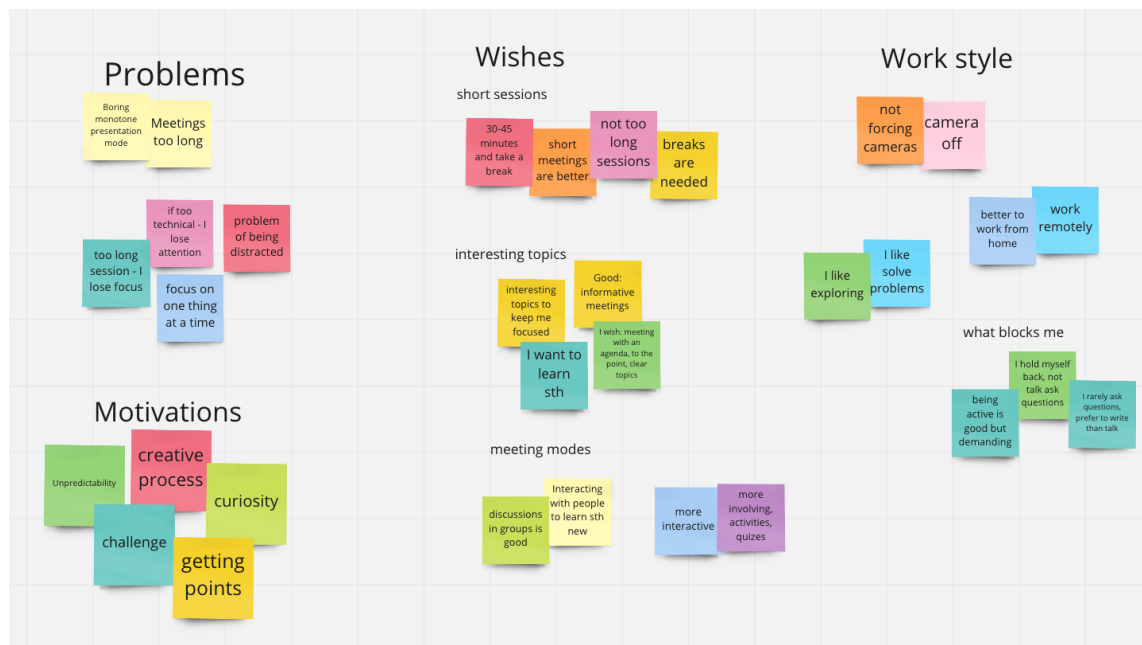 Problems
Boring
monotone
presentation
mode
Meetings
too long
if too
technical - I
lose
attention
problem
of being
distracted
too long
session - I
lose focus
focus on
one thing
at a time
Motivations
Unpredictability
creative
process
curiosity
challenge
getting
points
Wishes
short sessions
30-45
minutes
and take a
break
short
meetings
are better
not too
long
sessions
breaks
are
needed
interesting topics
interesting
topics to
keep me
focused
Good:
informative
meetings
I want to
learn
sth
I wish: meeting
with an
agenda, to the
point, clear
topics
meeting modes
discussions
in groups is
good
Interacting
with people
to learn sth
new
more
interactive
more
involving,
activities,
quizes
Work style
not
forcing
cameras
camera
off
better to
work from
home
work
remotely
I like
exploring
I like
solve
problems
what blocks me
I hold myself
back, not
talk ask
questions
being
active is
good but
demanding
I rarely ask
questions,
prefer to write
than talk